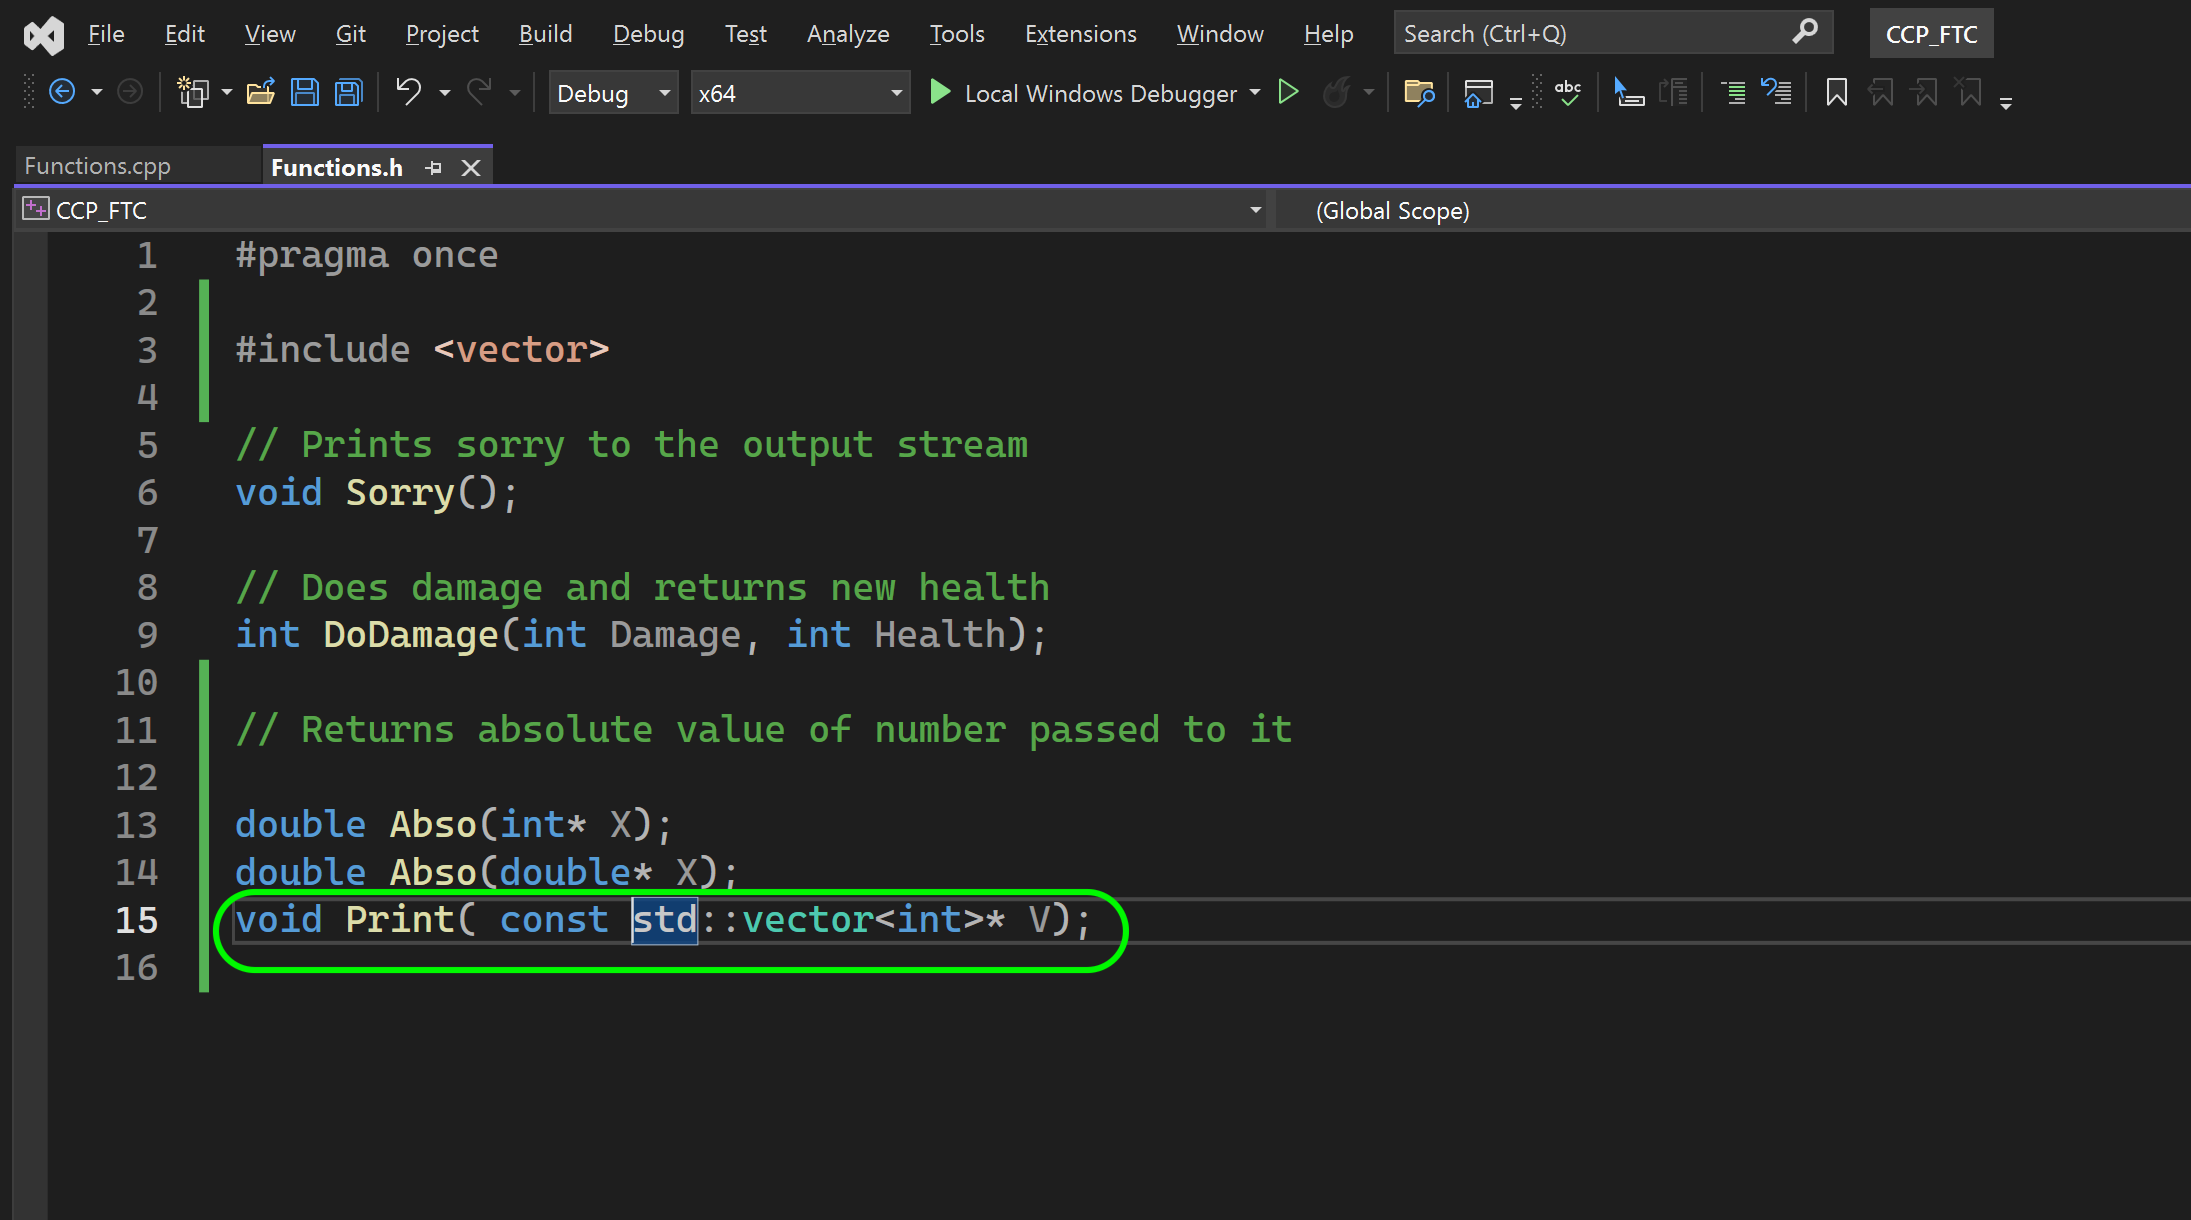 File Edit View Git Project Build Debug Test Analyze Tools Extensions Window Help Search (Ctrl+Q) CCP_FTC
Debug x64 Local Windows Debugger abc
Functions.cpp Functions.h
CCP_FTC (Global Scope)
1 #pragma once
2
3 #include <vector>
4
5 // Prints sorry to the output stream
6 void Sorry();
7
8 // Does damage and returns new health
9 int DoDamage(int Damage, int Health);
10
11 // Returns absolute value of number passed to it
12
13 double Abso(int* X);
14 double Abso(double* X);
15 void Print( const std::vector<int>* V);
16